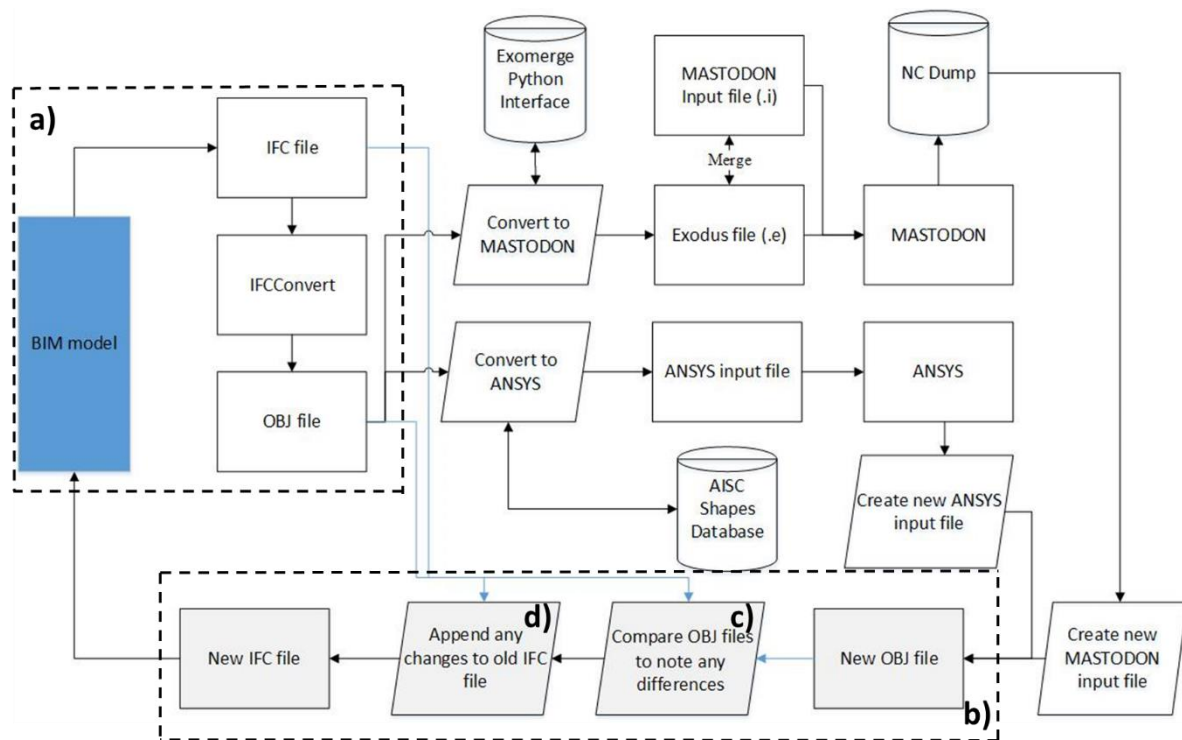 a)
BIM model
IFC file
IFCConvert
OBJ file
Exomerge
Python
Interface
Convert to
MASTODON
MASTODON
Input file (.i)
Merge
Exodus file (.e)
NC Dump
MASTODON
Convert to
ANSYS
ANSYS input file
ANSYS
AISC
Shapes
Database
Create new ANSYS
input file
New IFC file
d)
Append any
changes to old IFC
file
c)
Compare OBJ files
to note any
differences
New OBJ file
b)
Create new
MASTODON
input file